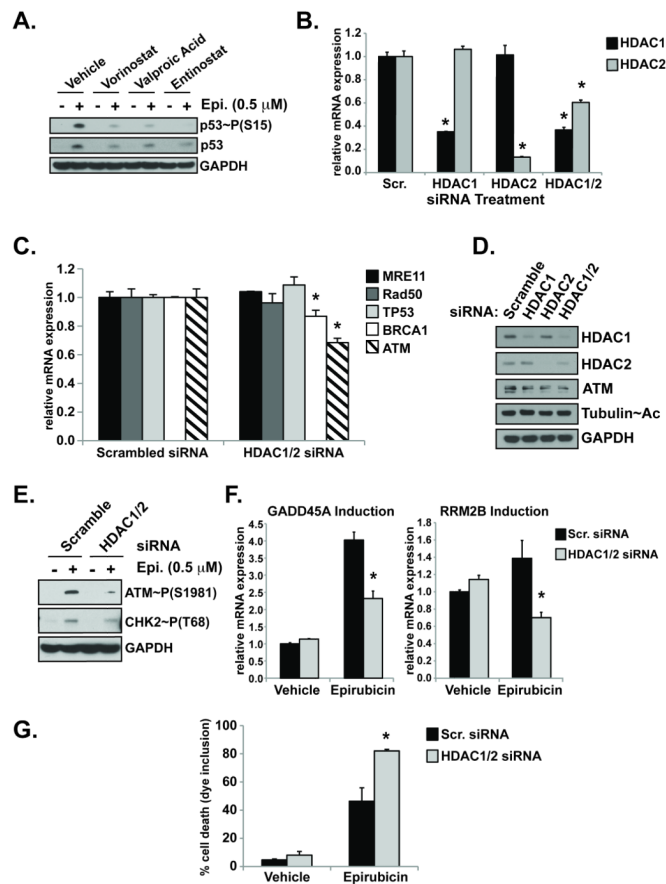 A.
Vehicle
Vorinostat
Valproic Acid
Entinostat
- + - + - + - + Epi. (0.5 µM)
p53~P(S15)
p53
GAPDH
B.
relative mRNA expression
1.2
1.0
0.8
0.6
0.4
0.2
0.0
* * * *
HDAC1
HDAC2
Scr. HDAC1 HDAC2 HDAC1/2
siRNA Treatment
C.
relative mRNA expression
1.2
1.0
0.8
0.6
0.4
0.2
0.0
* *
MRE11
Rad50
TP53
BRCA1
ATM
Scrambled siRNA HDAC1/2 siRNA
D.
siRNA:
Scramble
HDAC1
HDAC2
HDAC1/2
HDAC1
HDAC2
ATM
Tubulin~Ac
GAPDH
E.
Scramble
HDAC1/2
siRNA
- + - + Epi. (0.5 µM)
ATM~P(S1981)
CHK2~P(T68)
GAPDH
F.
GADD45A Induction
relative mRNA expression
4.5
4.0
3.5
3.0
2.5
2.0
1.5
1.0
0.5
0.0
*
Vehicle Epirubicin
RRM2B Induction
relative mRNA expression
1.8
1.6
1.4
1.2
1.0
0.8
0.6
0.4
0.2
0.0
*
Vehicle Epirubicin
Scr. siRNA
HDAC1/2 siRNA
G.
% cell death (dye inclusion)
100
80
60
40
20
0
*
Scr. siRNA
HDAC1/2 siRNA
Vehicle Epirubicin